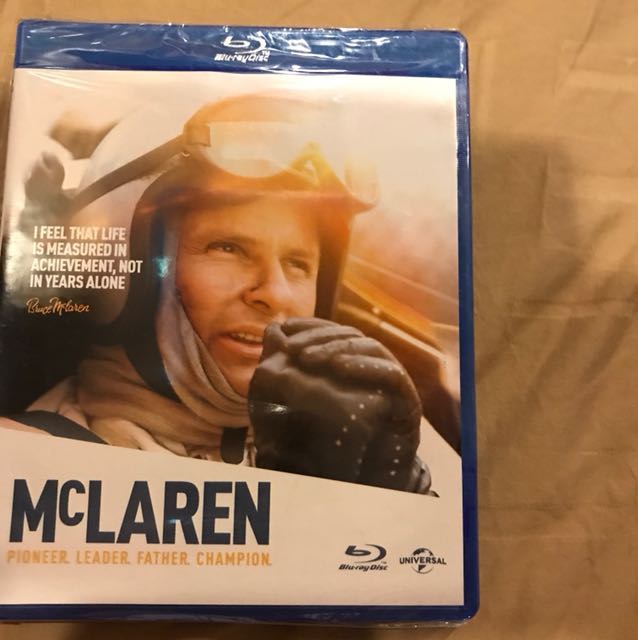 Blu-ray Disc
I FEEL THAT LIFE
IS MEASURED IN
ACHIEVEMENT, NOT
IN YEARS ALONE
Bruce McLaren
McLAREN
PIONEER. LEADER. FATHER. CHAMPION.
Blu-ray Disc
UNIVERSAL